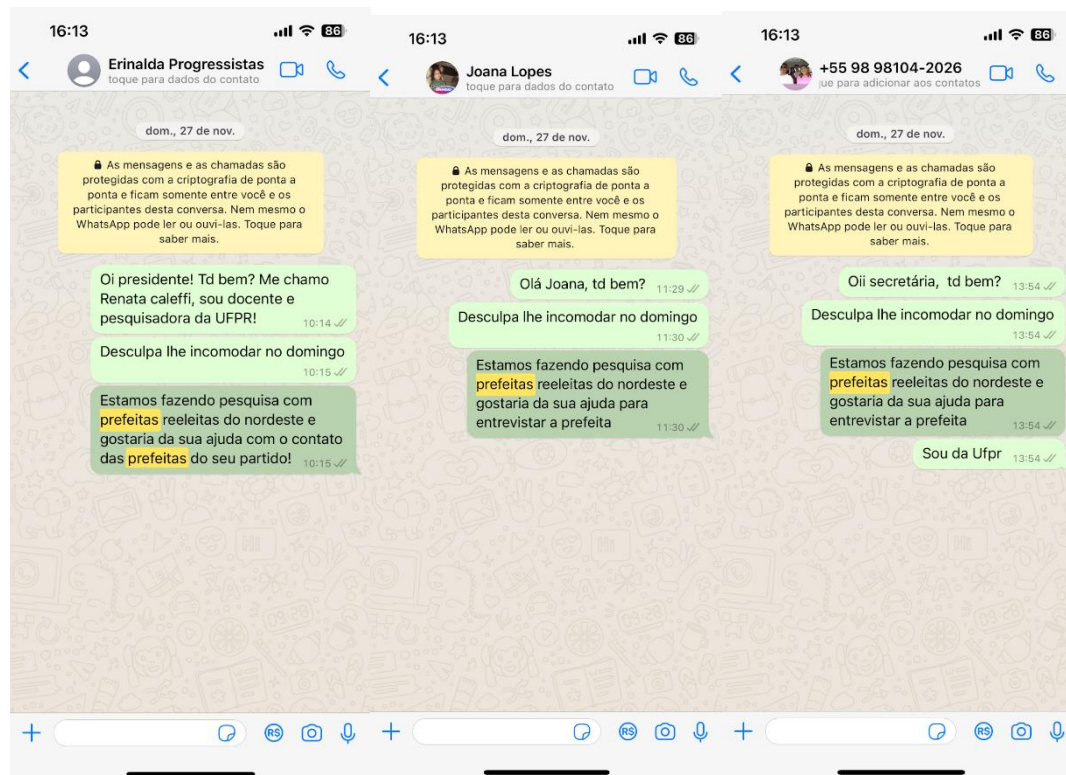 16:13
86
Erinalda Progressistas
toque para dados do contato
dom., 27 de nov.
As mensagens e as chamadas são
protegidas com a criptografia de ponta a
ponta e ficam somente entre você e os
participantes desta conversa. Nem mesmo o
WhatsApp pode ler ou ouvi-las. Toque para
saber mais.
Oi presidente! Td bem? Me chamo
Renata caleffi, sou docente e
pesquisadora da UFPR!
10:14
Desculpa lhe incomodar no domingo
10:15
Estamos fazendo pesquisa com
prefeitas reeleitas do nordeste e
gostaria da sua ajuda com o contato
das prefeitas do seu partido!
10:15
RS
16:13
86
Joana Lopes
toque para dados do contato
dom., 27 de nov.
As mensagens e as chamadas são
protegidas com a criptografia de ponta a
ponta e ficam somente entre você e os
participantes desta conversa. Nem mesmo o
WhatsApp pode ler ou ouvi-las. Toque para
saber mais.
Olá Joana, td bem?
11:29
Desculpa lhe incomodar no domingo
11:30
Estamos fazendo pesquisa com
prefeitas reeleitas do nordeste e
gostaria da sua ajuda para
entrevistar a prefeita
11:30
RS
16:13
86
+55 98 98104-2026
que para adicionar aos contatos
dom., 27 de nov.
As mensagens e as chamadas são
protegidas com a criptografia de ponta a
ponta e ficam somente entre você e os
participantes desta conversa. Nem mesmo o
WhatsApp pode ler ou ouvi-las. Toque para
saber mais.
Oii secretária, td bem?
13:54
Desculpa lhe incomodar no domingo
13:54
Estamos fazendo pesquisa com
prefeitas reeleitas do nordeste e
gostaria da sua ajuda para
entrevistar a prefeita
13:54
Sou da Ufpr
13:54
RS